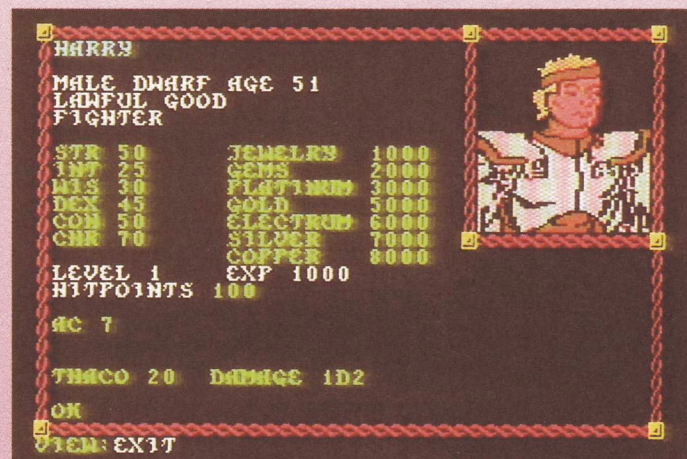 HARRY
MALE DWARF AGE 51
LAWFUL GOOD
FIGHTER
STR 50 JEWELRY 1000
INT 25 GEMS 2000
WIS 30 PLATINUM 3000
DEX 45 GOLD 5000
CON 50 ELECTRUM 6000
CHR 70 SILVER 7000
COPPER 8000
LEVEL 1 EXP 1000
HITPOINTS 100
AC 7
THACO 20 DAMAGE 1D2
OK
VIEW: EXIT